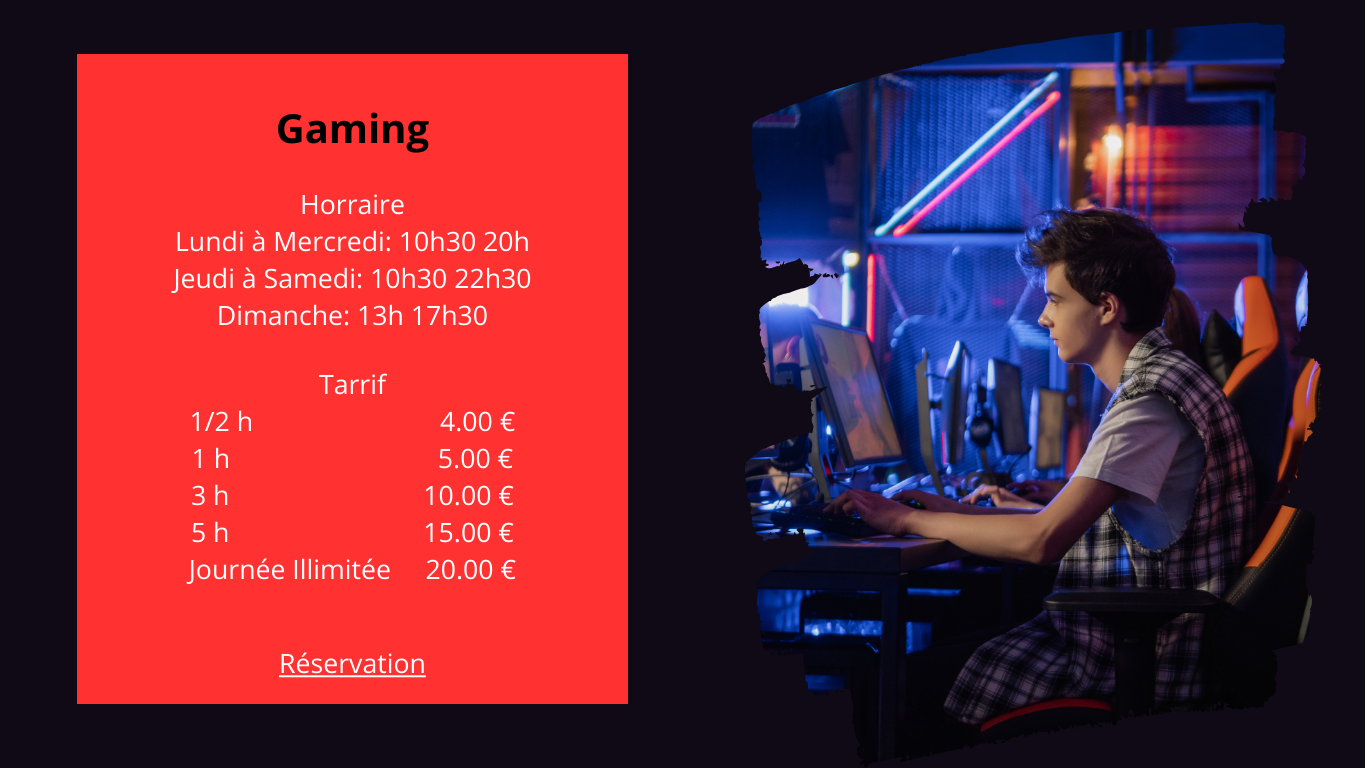 Gaming
Horraire
Lundi à Mercredi: 10h30 20h
Jeudi à Samedi: 10h30 22h30
Dimanche: 13h 17h30
Tarrif
1/2 h 4.00 €
1 h 5.00 €
3 h 10.00 €
5 h 15.00 €
Journée Illimitée 20.00 €
Réservation